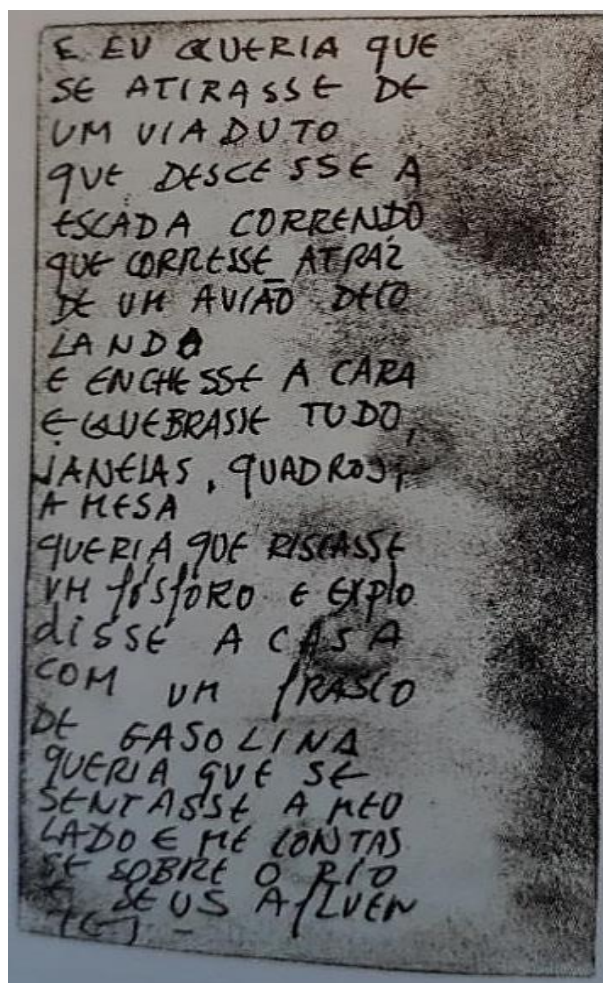 E EU QUERIA QUE
SE ATIRASSE DE
UM VIADUTO
QUE DESCESSE A
ESCADA CORRENDO
QUE CORRESSE ATRAZ
DE UM AVIÃO DECO
LANDO
E ENCHESSE A CARA
E QUEBRASSE TUDO,
JANELAS, QUADROS,
A MESA
QUERIA QUE RISCASSE
UM fósfoRO E EXplo
diSSE A CASA
COM UM fRASCO
DE GASOLINA
QUERIA QUE SE
SENTASSE A MEU
LADO E ME CONTAS
SE SOBRE O RIO
E SEUS AfLUEN
TES